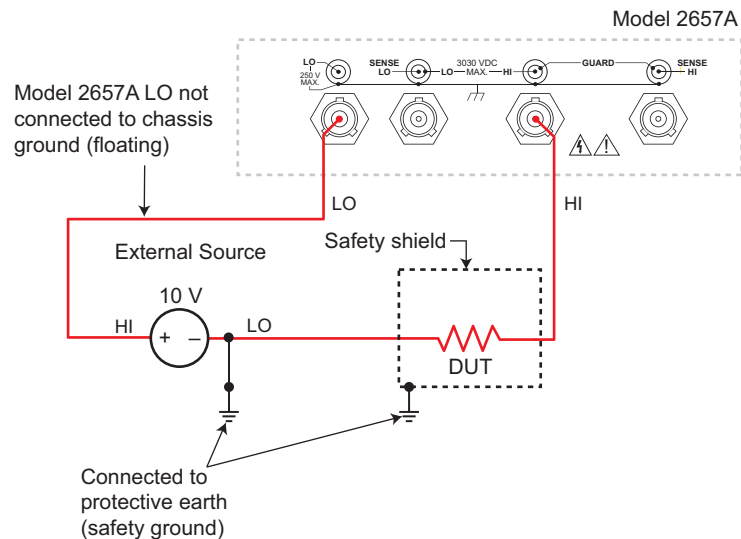 Model 2657A
LO
250 V
MAX.
SENSE
LO
LO
3030 VDC
MAX.
HI
GUARD
SENSE
HI
Model 2657A LO not
connected to chassis
ground (floating)
LO
HI
External Source
Safety shield
10 V
HI
+
–
LO
DUT
Connected to
protective earth
(safety ground)